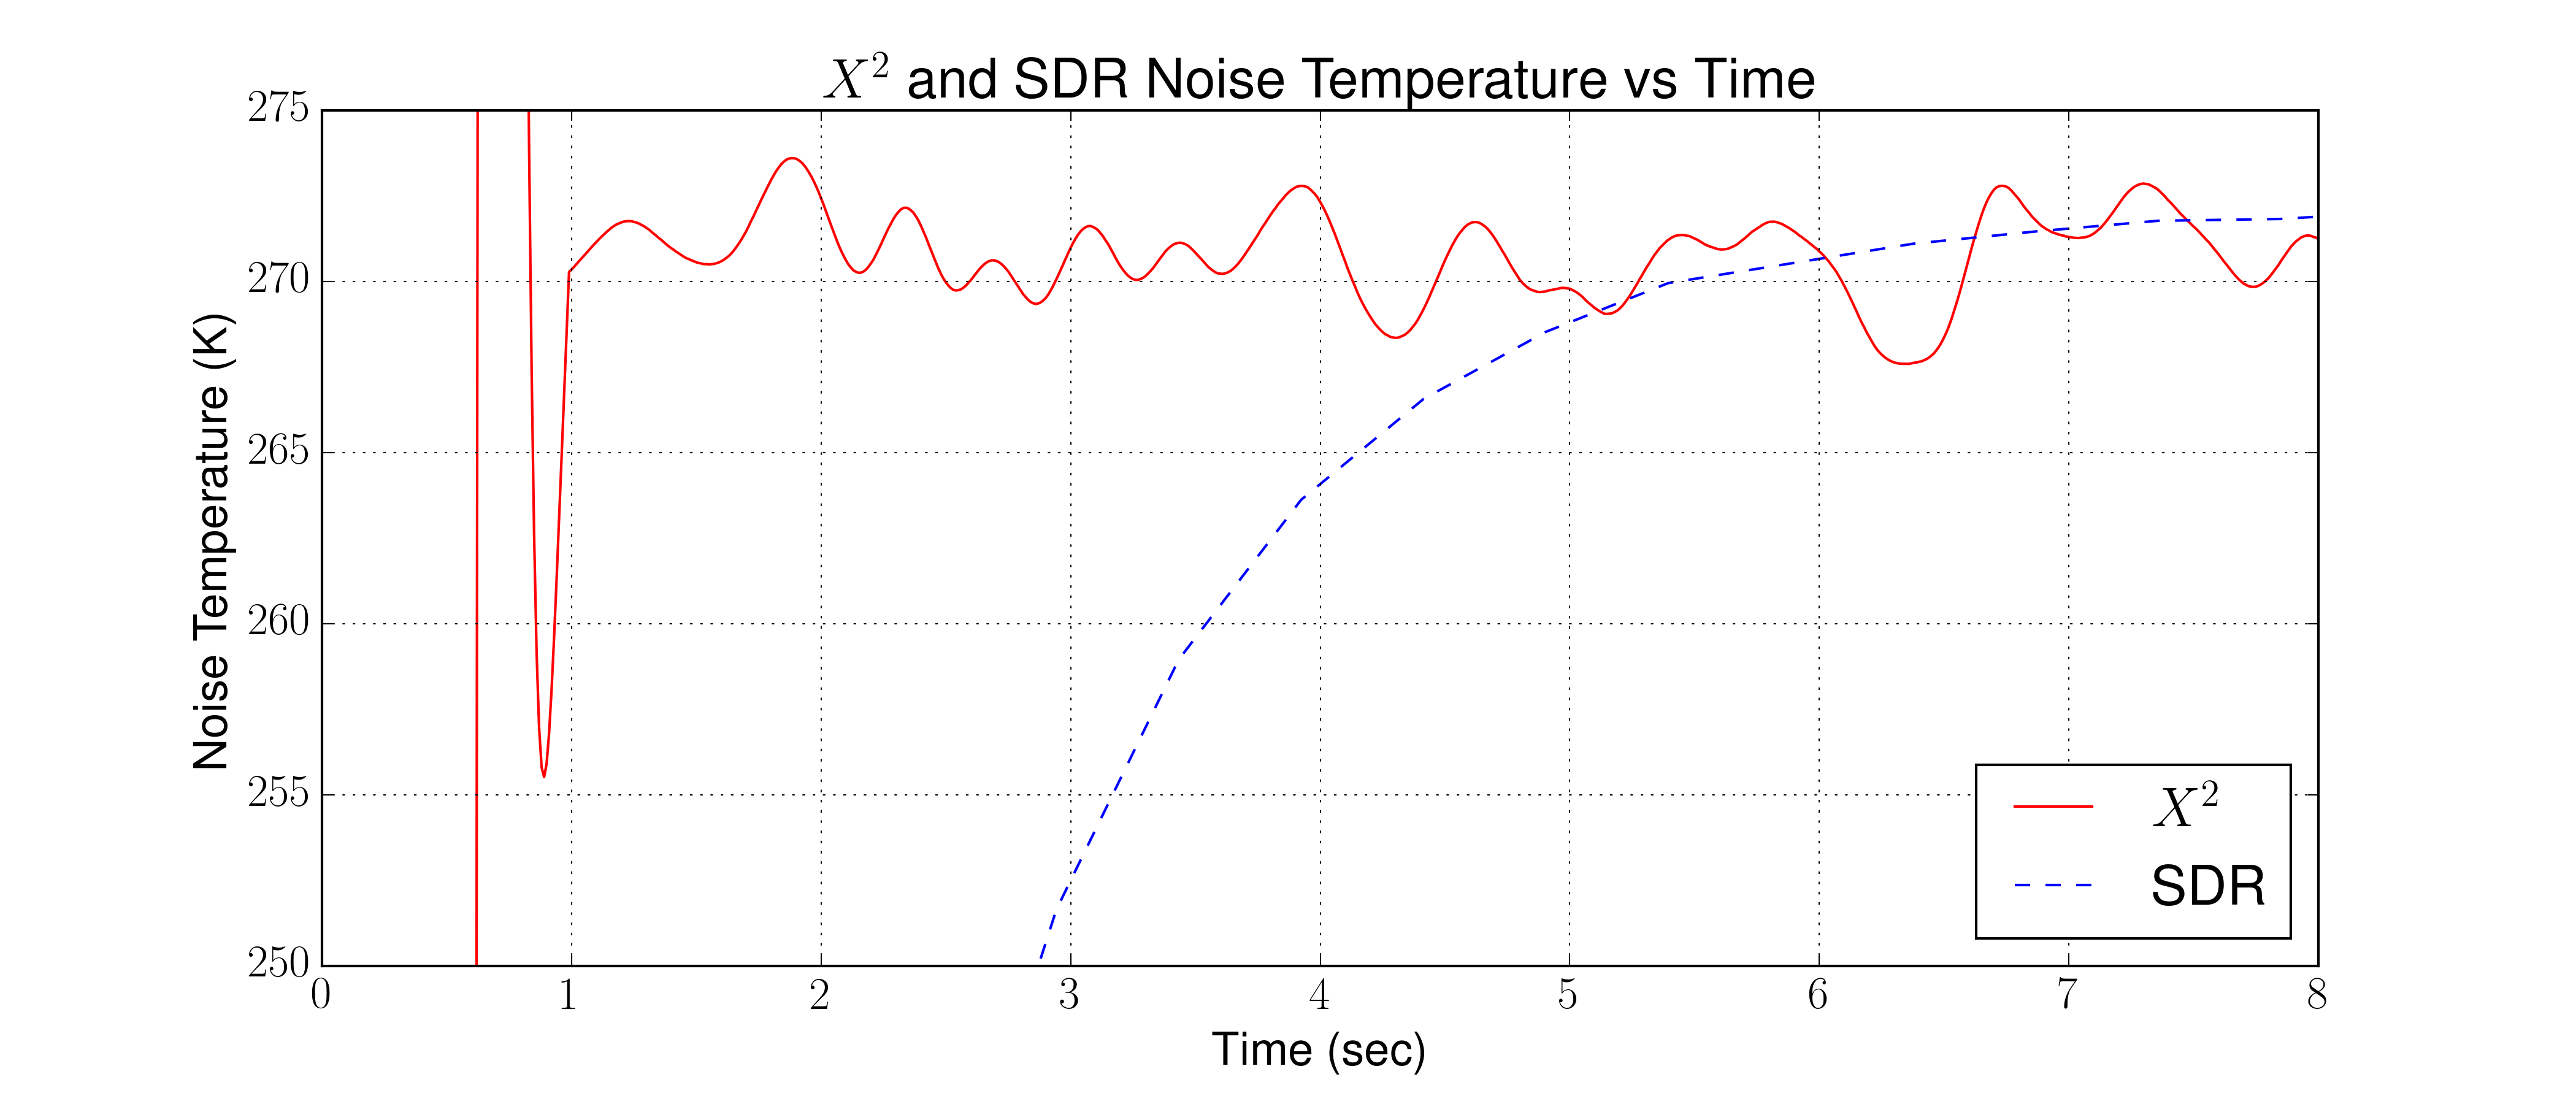 X² and SDR Noise Temperature vs Time
275
270
265
260
255
250
Noise Temperature (K)
0 1 2 3 4 5 6 7 8
Time (sec)
X²
SDR